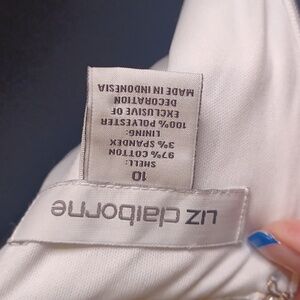 liz claiborne
10
SHELL:
97% COTTON
3% SPANDEX
LINING:
100% POLYESTER
EXCLUSIVE OF
DECORATION
MADE IN INDONESIA